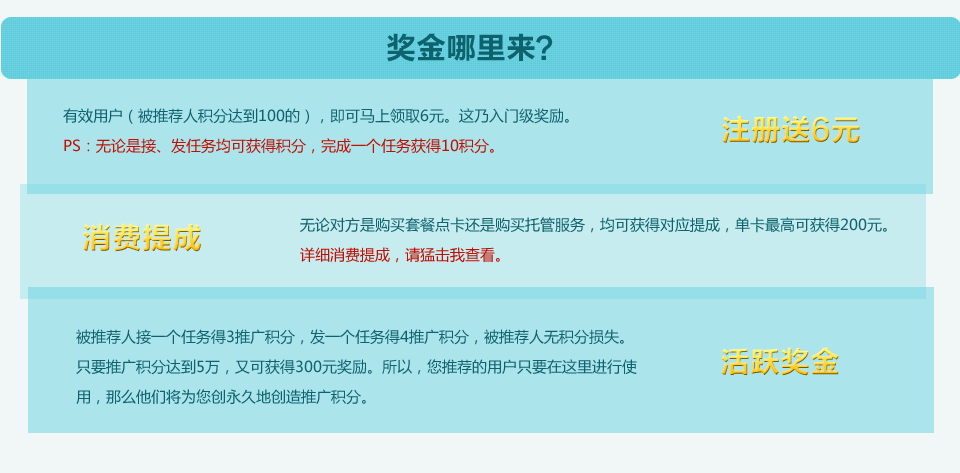 奖金哪里来?
有效用户（被推荐人积分达到100的），即可马上领取6元。这乃入门级奖励。
PS：无论是接、发任务均可获得积分，完成一个任务获得10积分。
注册送6元
消费提成
无论对方是购买套餐点卡还是购买托管服务，均可获得对应提成，单卡最高可获得200元。
详细消费提成，请猛击我查看。
被推荐人接一个任务得3推广积分，发一个任务得4推广积分，被推荐人无积分损失。
只要推广积分达到5万，又可获得300元奖励。所以，您推荐的用户只要在这里进行使
用，那么他们将为您创永久地创造推广积分。
活跃奖金